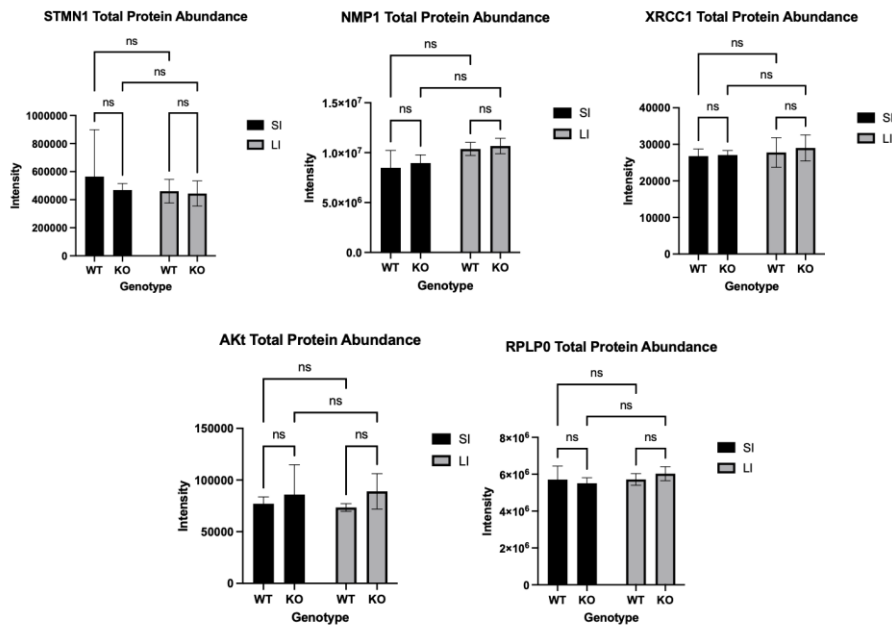 STMN1 Total Protein Abundance
ns
ns
ns
ns
1000000
800000
600000
400000
200000
0
Intensity
WT
KO
WT
KO
Genotype
SI
LI
NMP1 Total Protein Abundance
ns
ns
ns
ns
1.5×10⁷
1.0×10⁷
5.0×10⁶
0.0
Intensity
WT
KO
WT
KO
Genotype
SI
LI
XRCC1 Total Protein Abundance
ns
ns
ns
ns
40000
30000
20000
10000
0
Intensity
WT
KO
WT
KO
Genotype
SI
LI
AKt Total Protein Abundance
ns
ns
ns
ns
150000
100000
50000
0
Intensity
WT
KO
WT
KO
Genotype
SI
LI
RPLP0 Total Protein Abundance
ns
ns
ns
ns
8×10⁶
6×10⁶
4×10⁶
2×10⁶
0
Intensity
WT
KO
WT
KO
Genotype
SI
LI